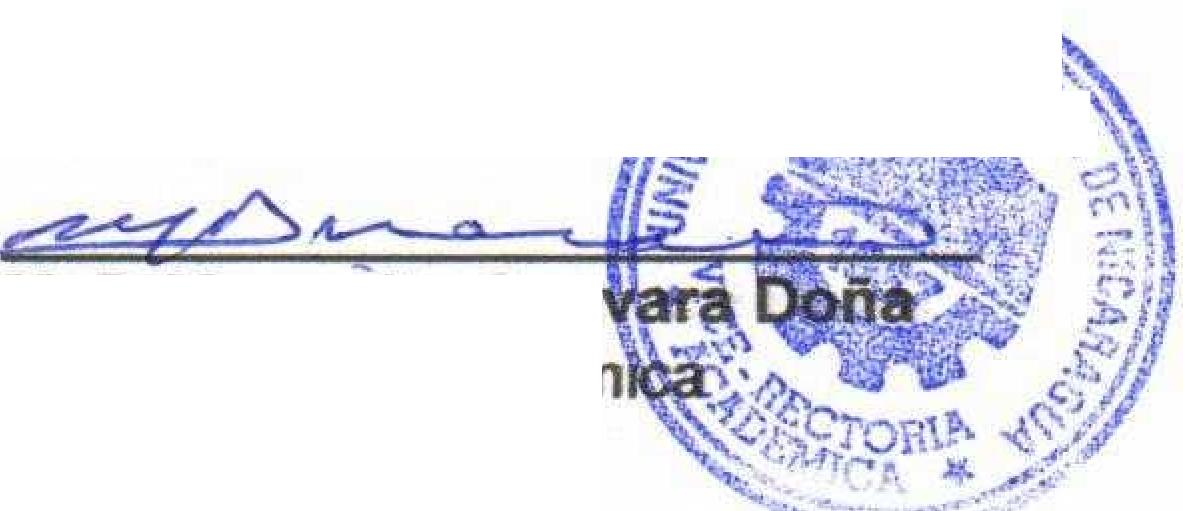 vara Doña
nica
DE NICARAGUA
VICE-RECTORIA
ACADEMICA *